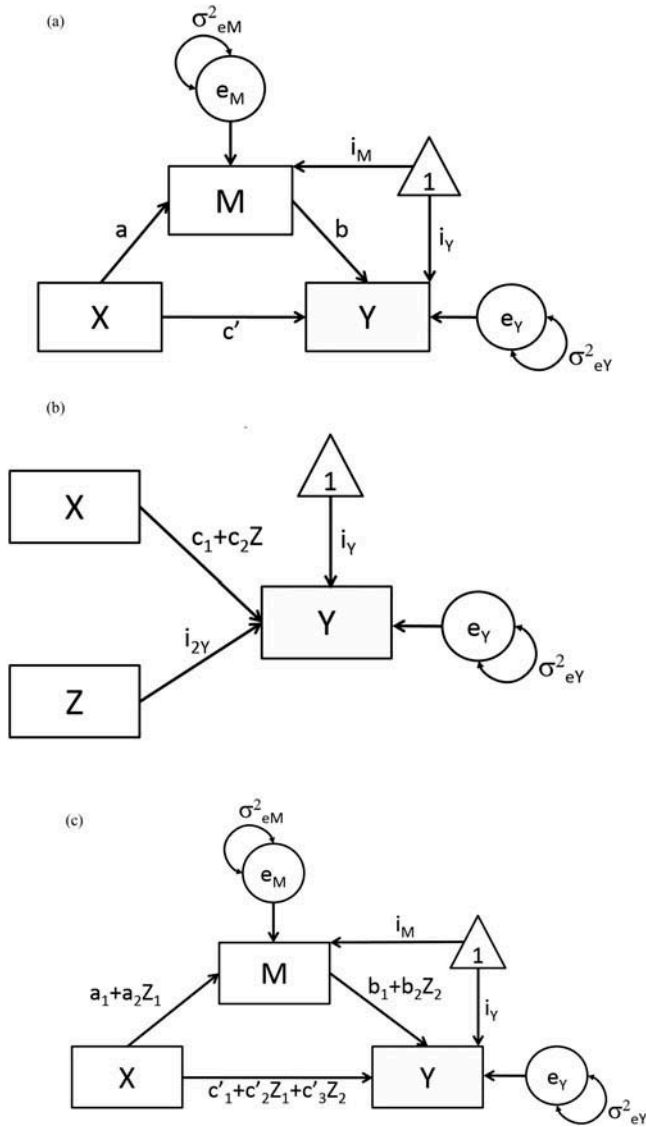 (a)
σ²eM
eM
iM
1
M
a
b
iY
X
Y
c’
eY
σ²eY
(b)
1
X
c₁+c₂Z
iY
Y
eY
i₂Y
σ²eY
Z
(c)
σ²eM
eM
iM
1
M
a₁+a₂Z₁
b₁+b₂Z₂
iY
X
Y
eY
c’₁+c’₂Z₁+c’₃Z₂
σ²eY